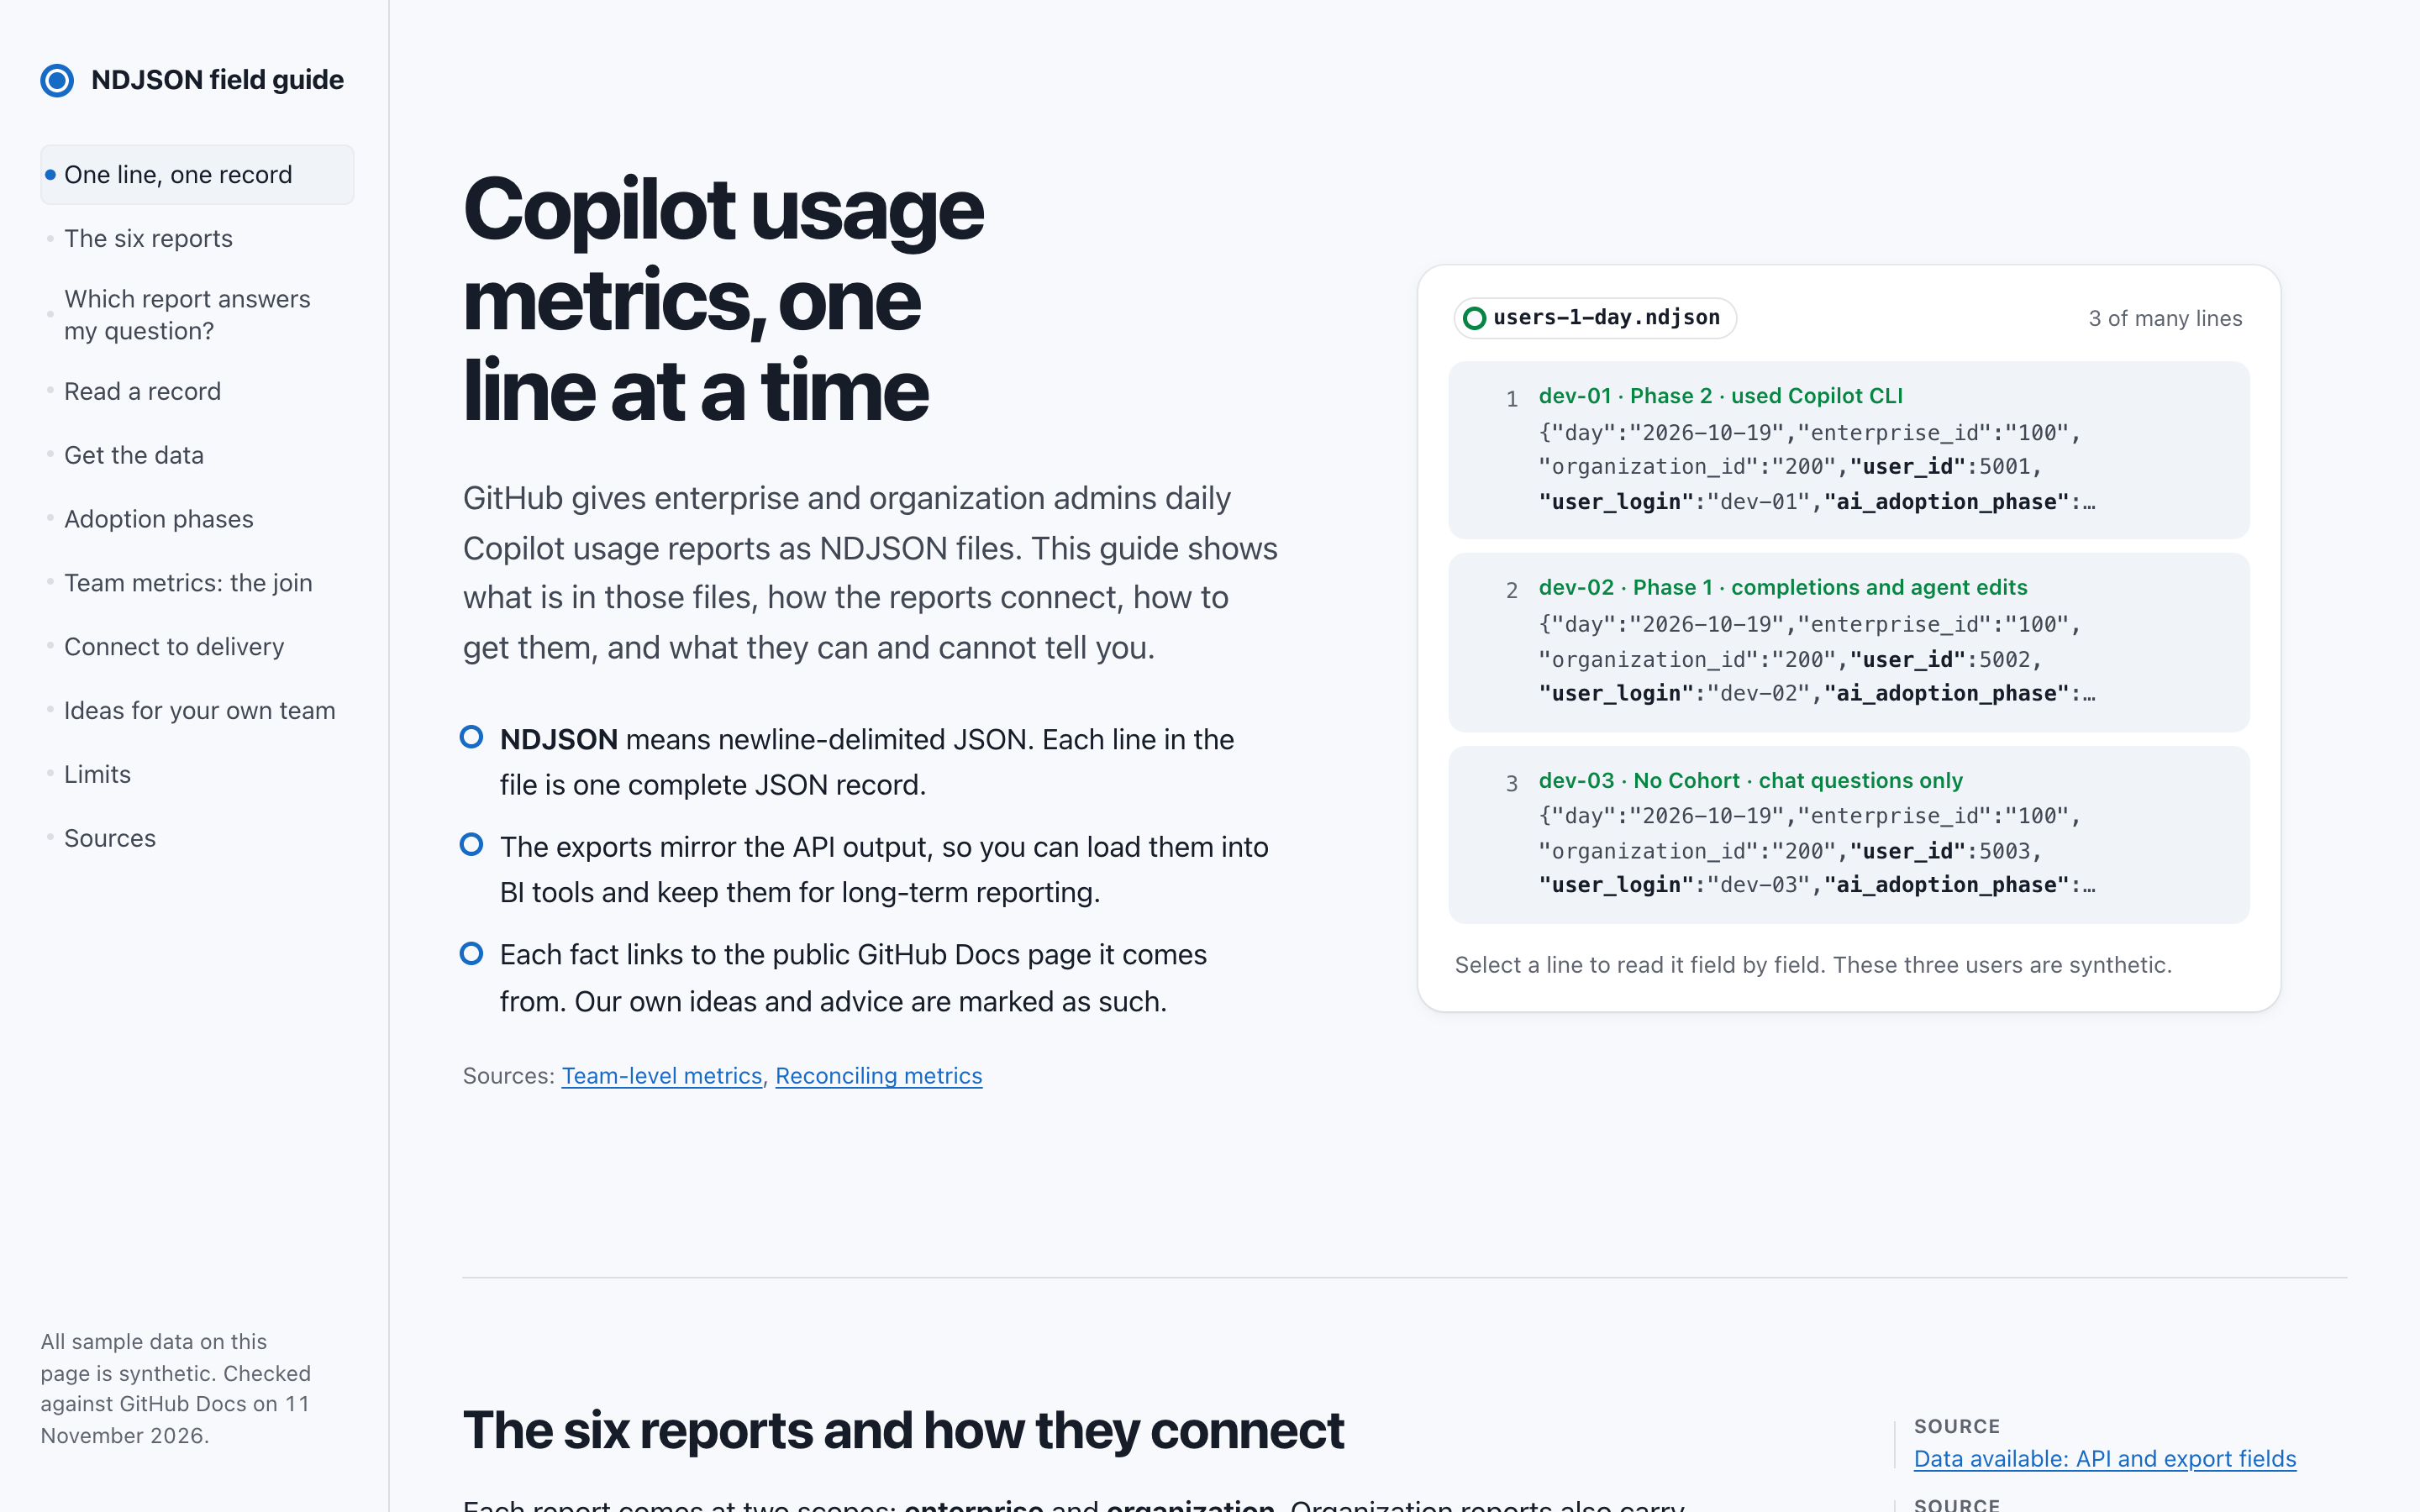 NDJSON field guide
One line, one record
The six reports
Which report answers
my question?
Read a record
Get the data
Adoption phases
Team metrics: the join
Connect to delivery
Ideas for your own team
Limits
Sources
All sample data on this
page is synthetic. Checked
against GitHub Docs on 11
November 2026.
Copilot usage
metrics, one
line at a time
GitHub gives enterprise and organization admins daily
Copilot usage reports as NDJSON files. This guide shows
what is in those files, how the reports connect, how to
get them, and what they can and cannot tell you.
NDJSON means newline-delimited JSON. Each line in the
file is one complete JSON record.
The exports mirror the API output, so you can load them into
BI tools and keep them for long-term reporting.
Each fact links to the public GitHub Docs page it comes
from. Our own ideas and advice are marked as such.
Sources: Team-level metrics, Reconciling metrics
users-1-day.ndjson
3 of many lines
1
dev-01 · Phase 2 · used Copilot CLI
{"day":"2026-10-19","enterprise_id":"100",
"organization_id":"200","user_id":5001,
"user_login":"dev-01","ai_adoption_phase":…
2
dev-02 · Phase 1 · completions and agent edits
{"day":"2026-10-19","enterprise_id":"100",
"organization_id":"200","user_id":5002,
"user_login":"dev-02","ai_adoption_phase":…
3
dev-03 · No Cohort · chat questions only
{"day":"2026-10-19","enterprise_id":"100",
"organization_id":"200","user_id":5003,
"user_login":"dev-03","ai_adoption_phase":…
Select a line to read it field by field. These three users are synthetic.
The six reports and how they connect
Each report comes at two scopes: enterprise and organization. Organization reports also carry
SOURCE
Data available: API and export fields
SOURCE